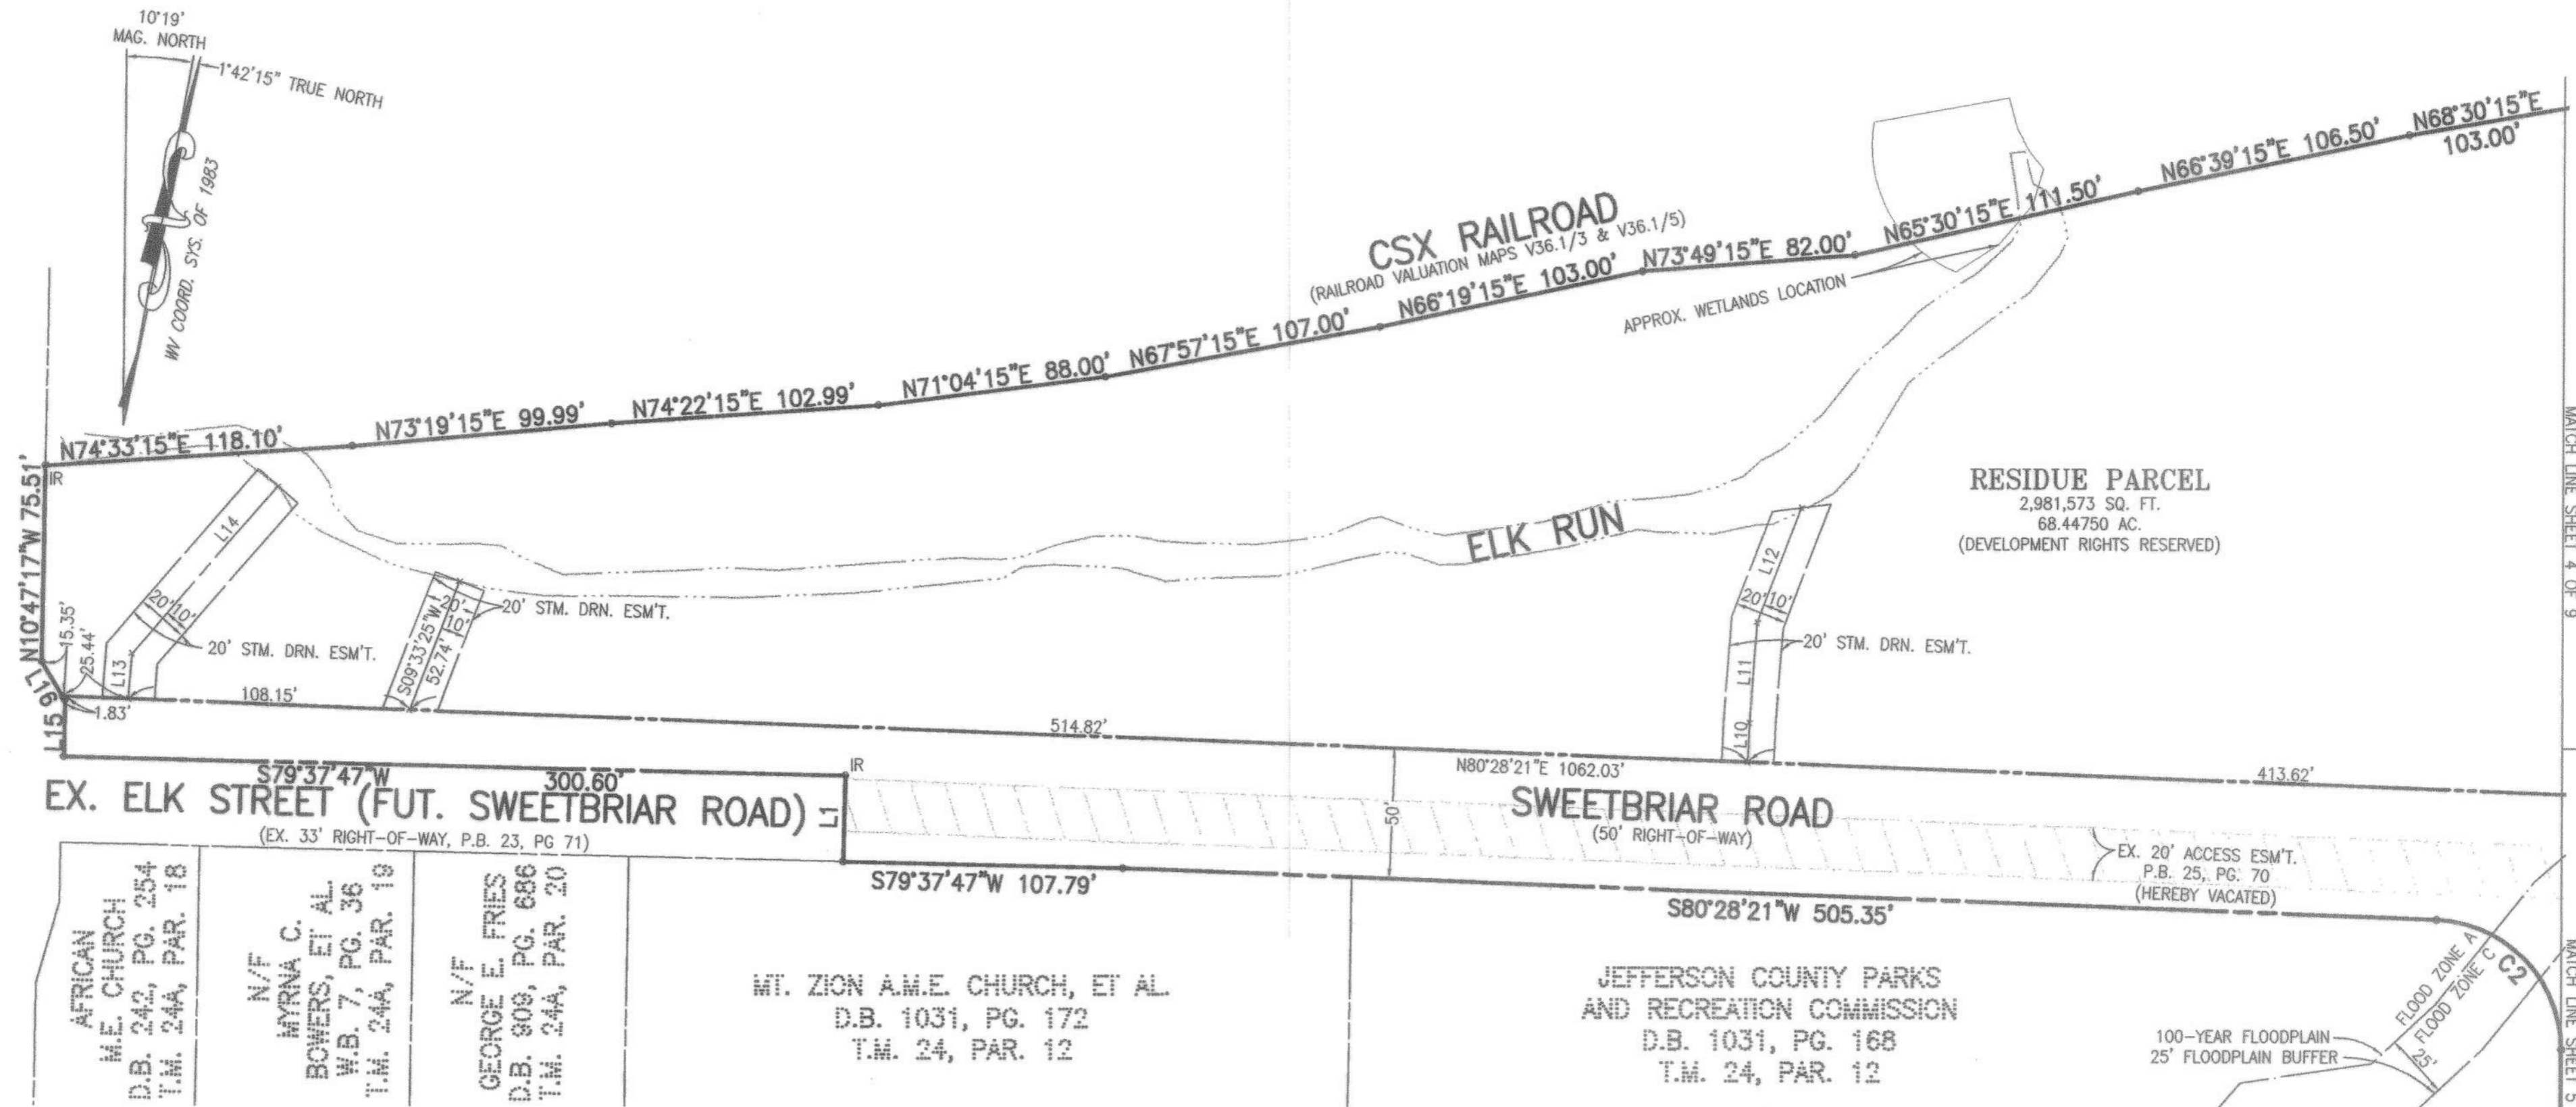 10°19'
MAG. NORTH
1°42'15" TRUE NORTH
WV COORD. SYS. OF 1983
N74°33'15"E 118.10'
N73°19'15"E 99.99'
N74°22'15"E 102.99'
N71°04'15"E 88.00'
N67°57'15"E 107.00'
N66°19'15"E 103.00'
N73°49'15"E 82.00'
N65°30'15"E 111.50'
N66°39'15"E 106.50'
N68°30'15"E
103.00'
CSX RAILROAD
(RAILROAD VALUATION MAPS V36.1/3 & V36.1/5)
APPROX. WETLANDS LOCATION
IR
N10°47'17"W 75.51'
15.35'
25.44'
L16
L15
1.83'
L13
L14
20'
10'
20' STM. DRN. ESM'T.
108.15'
S09°33'25"W
52.74'
20'
10'
20' STM. DRN. ESM'T.
ELK RUN
L12
20'
10'
L11
L10
20' STM. DRN. ESM'T.
RESIDUE PARCEL
2,981,573 SQ. FT.
68.44750 AC.
(DEVELOPMENT RIGHTS RESERVED)
MATCH LINE SHEET 4 OF 9
514.82'
N80°28'21"E 1062.03'
413.62'
S79°37'47"W 300.60'
IR
L1
EX. ELK STREET (FUT. SWEETBRIAR ROAD)
(EX. 33' RIGHT-OF-WAY, P.B. 23, PG 71)
50'
SWEETBRIAR ROAD
(50' RIGHT-OF-WAY)
EX. 20' ACCESS ESM'T.
P.B. 25, PG. 70
(HEREBY VACATED)
S79°37'47"W 107.79'
S80°28'21"W 505.35'
C2
FLOOD ZONE A
FLOOD ZONE C
25'
100-YEAR FLOODPLAIN
25' FLOODPLAIN BUFFER
MATCH LINE SHEET 5
AFRICAN
M.E. CHURCH
D.B. 242, PG. 254
T.M. 24A, PAR. 18
N/F
MYRNA C.
BOWERS, ET AL.
W.B. 7, PG. 36
T.M. 24A, PAR. 19
N/F
GEORGE E. FRIES
D.B. 909, PG. 686
T.M. 24A, PAR. 20
MT. ZION A.M.E. CHURCH, ET AL.
D.B. 1031, PG. 172
T.M. 24, PAR. 12
JEFFERSON COUNTY PARKS
AND RECREATION COMMISSION
D.B. 1031, PG. 168
T.M. 24, PAR. 12